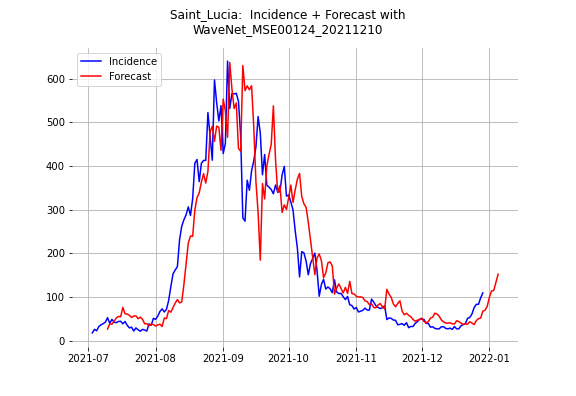 Saint_Lucia: Incidence + Forecast with
WaveNet_MSE00124_20211210
Incidence
Forecast
600
500
400
300
200
100
0
2021-07 2021-08 2021-09 2021-10 2021-11 2021-12 2022-01